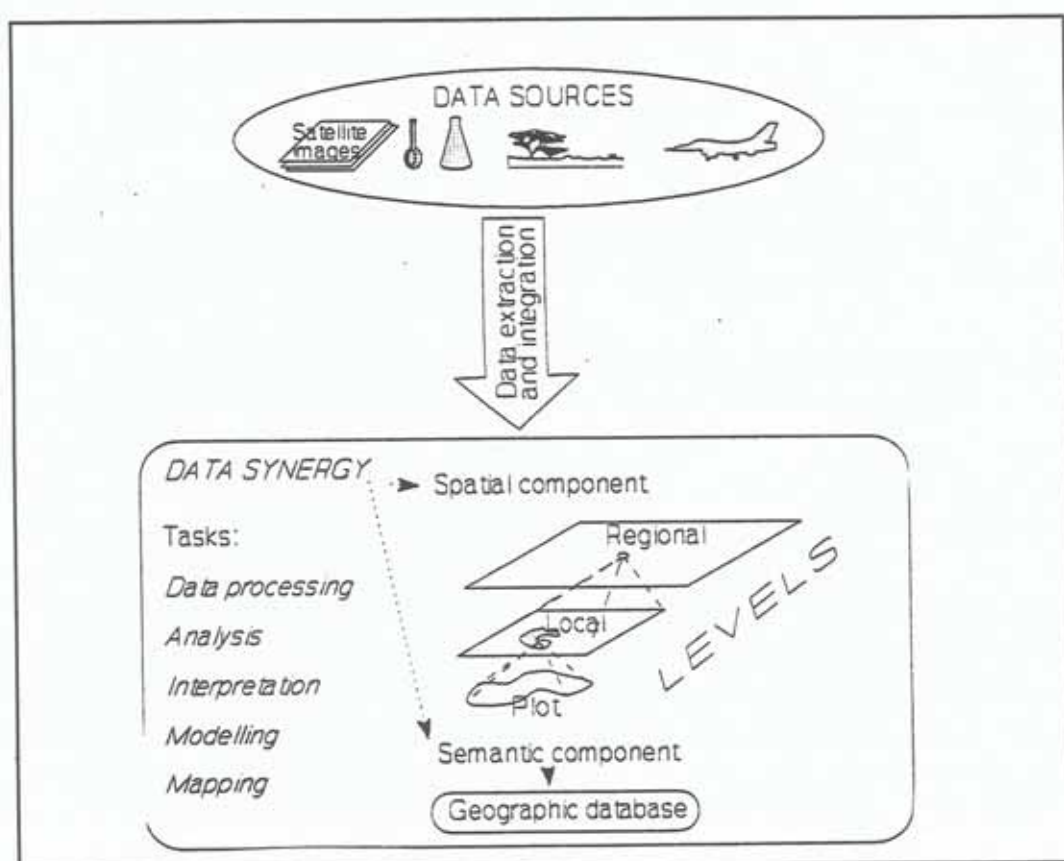 DATA SOURCES
Satellite
images
Data extraction
and integration
DATA SYNERGY
Spatial component
Tasks:
Data processing
Analysis
Interpretation
Modelling
Mapping
Regional
Local
Plot
LEVELS
Semantic component
Geographic database